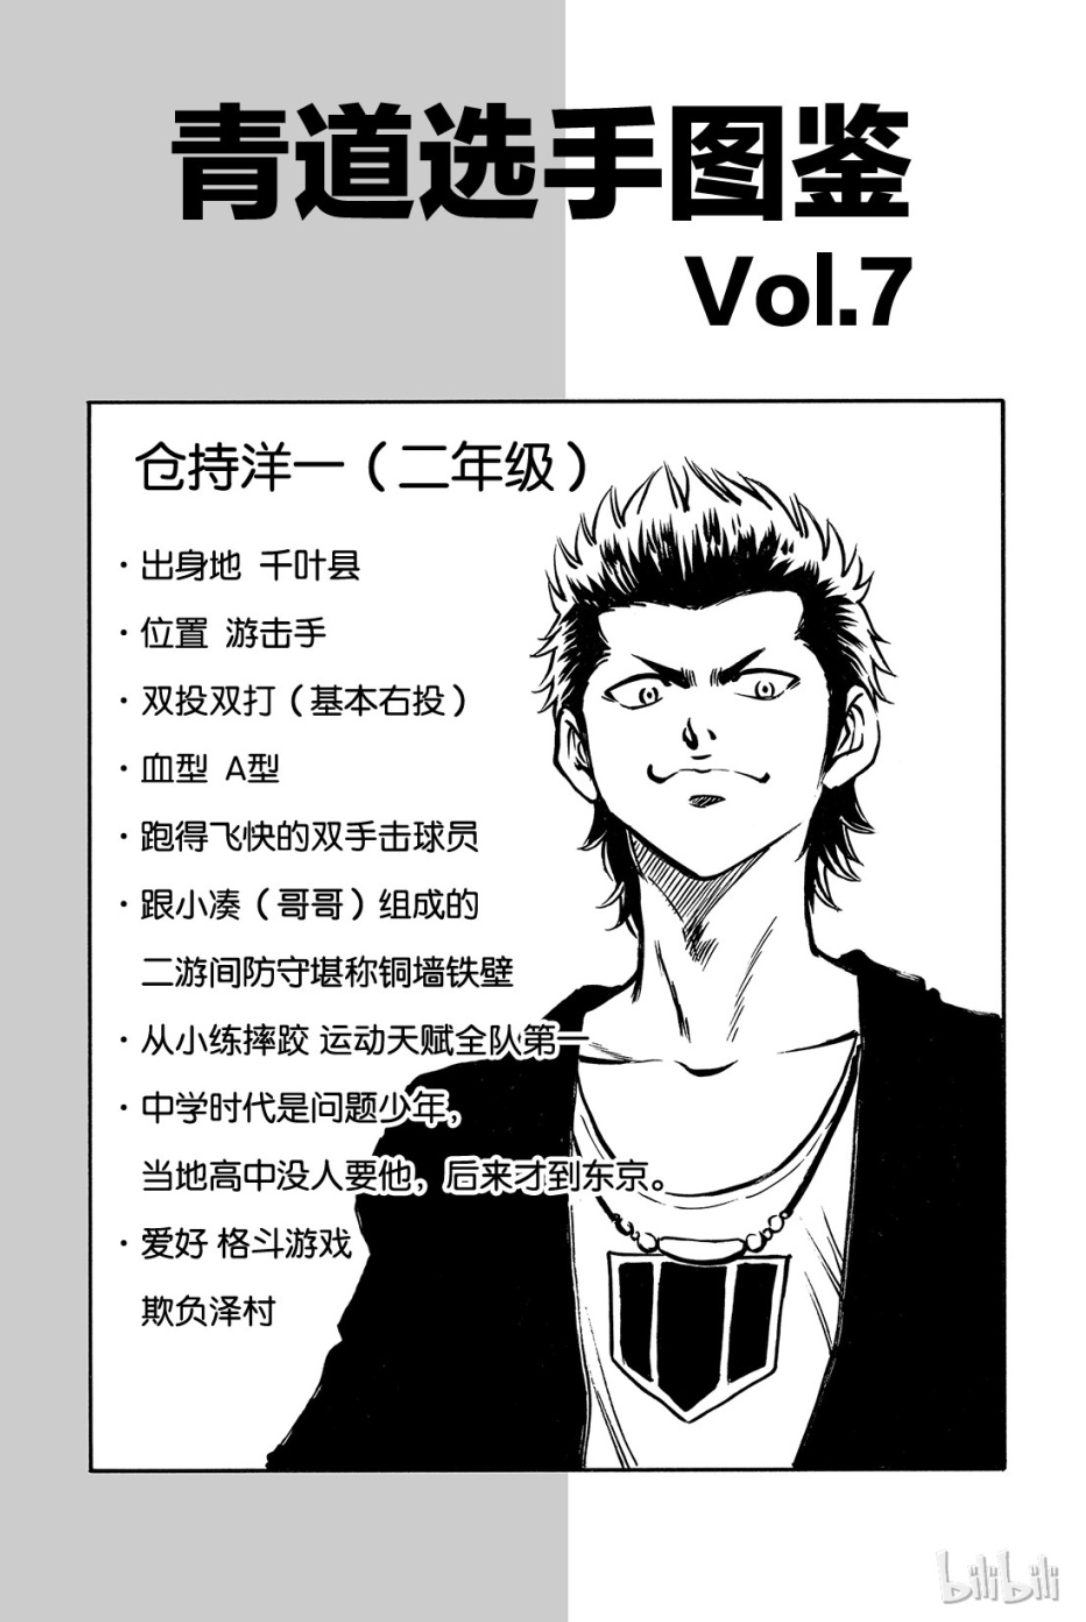 青道选手图鉴
Vol.7
仓持洋一（二年级）
·出身地 千叶县
·位置 游击手
·双投双打（基本右投）
·血型 A型
·跑得飞快的双手击球员
·跟小凑（哥哥）组成的
二游间防守堪称铜墙铁壁
·从小练摔跤 运动天赋全队第一
·中学时代是问题少年，
当地高中没人要他，后来才到东京。
·爱好 格斗游戏
欺负泽村
bilibili